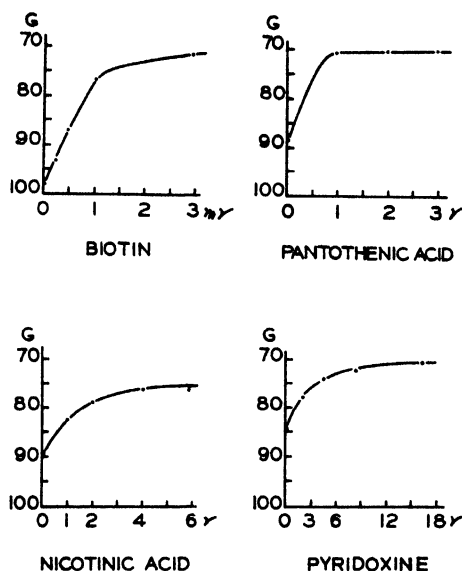 G
70
80
90
100
0 1 2 3 mγ
BIOTIN
G
70
80
90
100
0 1 2 3 γ
PANTOTHENIC ACID
G
70
80
90
100
0 1 2 4 6 γ
NICOTINIC ACID
G
70
80
90
100
0 3 6 12 18 γ
PYRIDOXINE